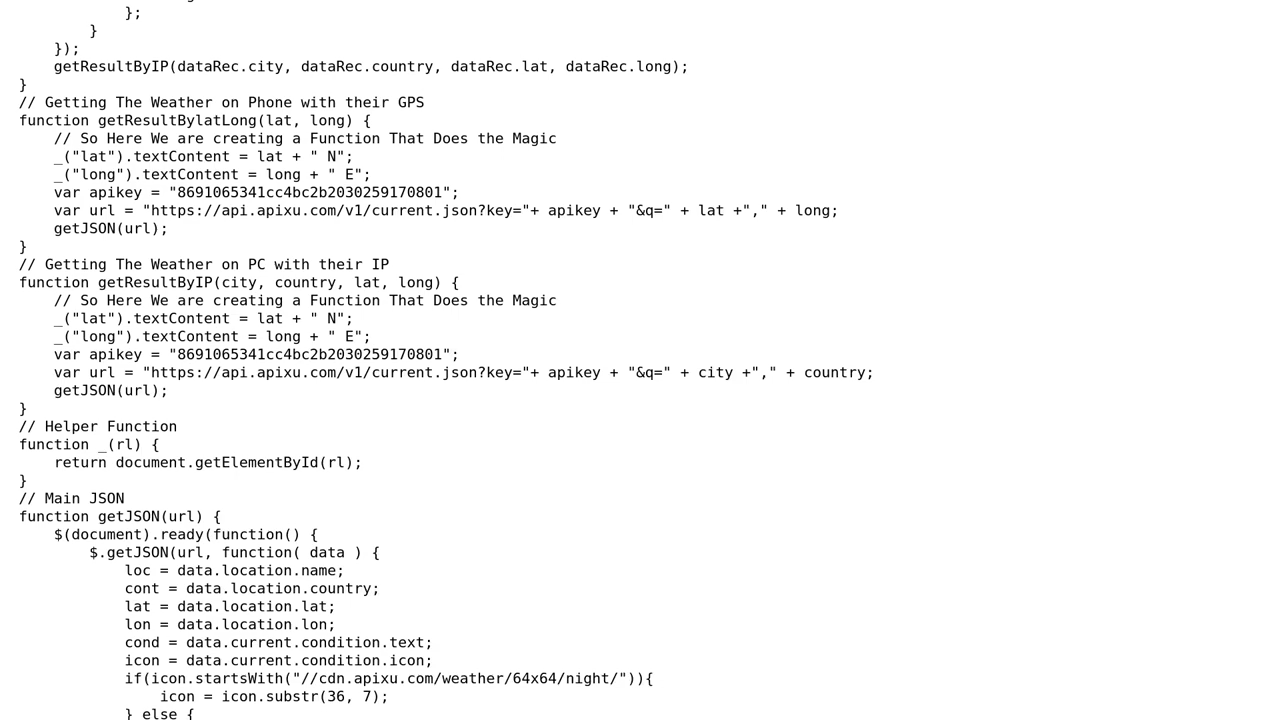 };
}
});
getResultByIP(dataRec.city, dataRec.country, dataRec.lat, dataRec.long);
}
// Getting The Weather on Phone with their GPS
function getResultBylatLong(lat, long) {
// So Here We are creating a Function That Does the Magic
_("lat").textContent = lat + " N";
_("long").textContent = long + " E";
var apikey = "8691065341cc4bc2b2030259170801";
var url = "https://api.apixu.com/v1/current.json?key="+ apikey + "&q=" + lat +"," + long;
getJSON(url);
}
// Getting The Weather on PC with their IP
function getResultByIP(city, country, lat, long) {
// So Here We are creating a Function That Does the Magic
_("lat").textContent = lat + " N";
_("long").textContent = long + " E";
var apikey = "8691065341cc4bc2b2030259170801";
var url = "https://api.apixu.com/v1/current.json?key="+ apikey + "&q=" + city +"," + country;
getJSON(url);
}
// Helper Function
function _(rl) {
return document.getElementById(rl);
}
// Main JSON
function getJSON(url) {
$(document).ready(function() {
$.getJSON(url, function( data ) {
loc = data.location.name;
cont = data.location.country;
lat = data.location.lat;
lon = data.location.lon;
cond = data.current.condition.text;
icon = data.current.condition.icon;
if(icon.startsWith("//cdn.apixu.com/weather/64x64/night/")){
icon = icon.substr(36, 7);
} else {